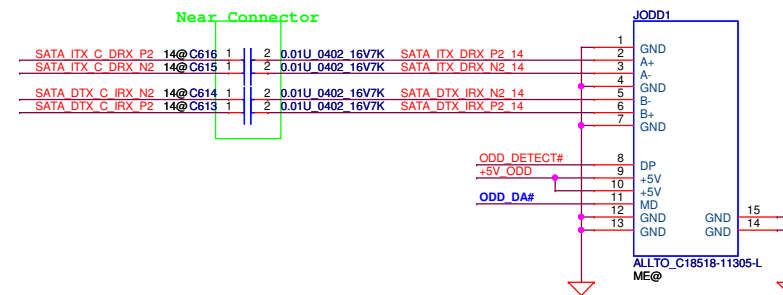 Near Connector
JODD1
SATA_ITX_C_DRX_P2 14@ C616 1 2 0.01U_0402_16V7K SATA_ITX_DRX_P2_14
SATA_ITX_C_DRX_N2 14@ C615 1 2 0.01U_0402_16V7K SATA_ITX_DRX_N2_14
SATA_DTX_C_IRX_N2 14@ C614 1 2 0.01U_0402_16V7K SATA_DTX_IRX_N2_14
SATA_DTX_C_IRX_P2 14@ C613 1 2 0.01U_0402_16V7K SATA_DTX_IRX_P2_14
1 GND
2 A+
3 A-
4 GND
5 B-
6 B+
7 GND
ODD_DETECT# 8 DP
+5V_ODD 9 +5V
10 +5V
ODD_DA# 11 MD
12 GND GND 15
13 GND GND 14
ALLTO_C18518-11305-L
ME@